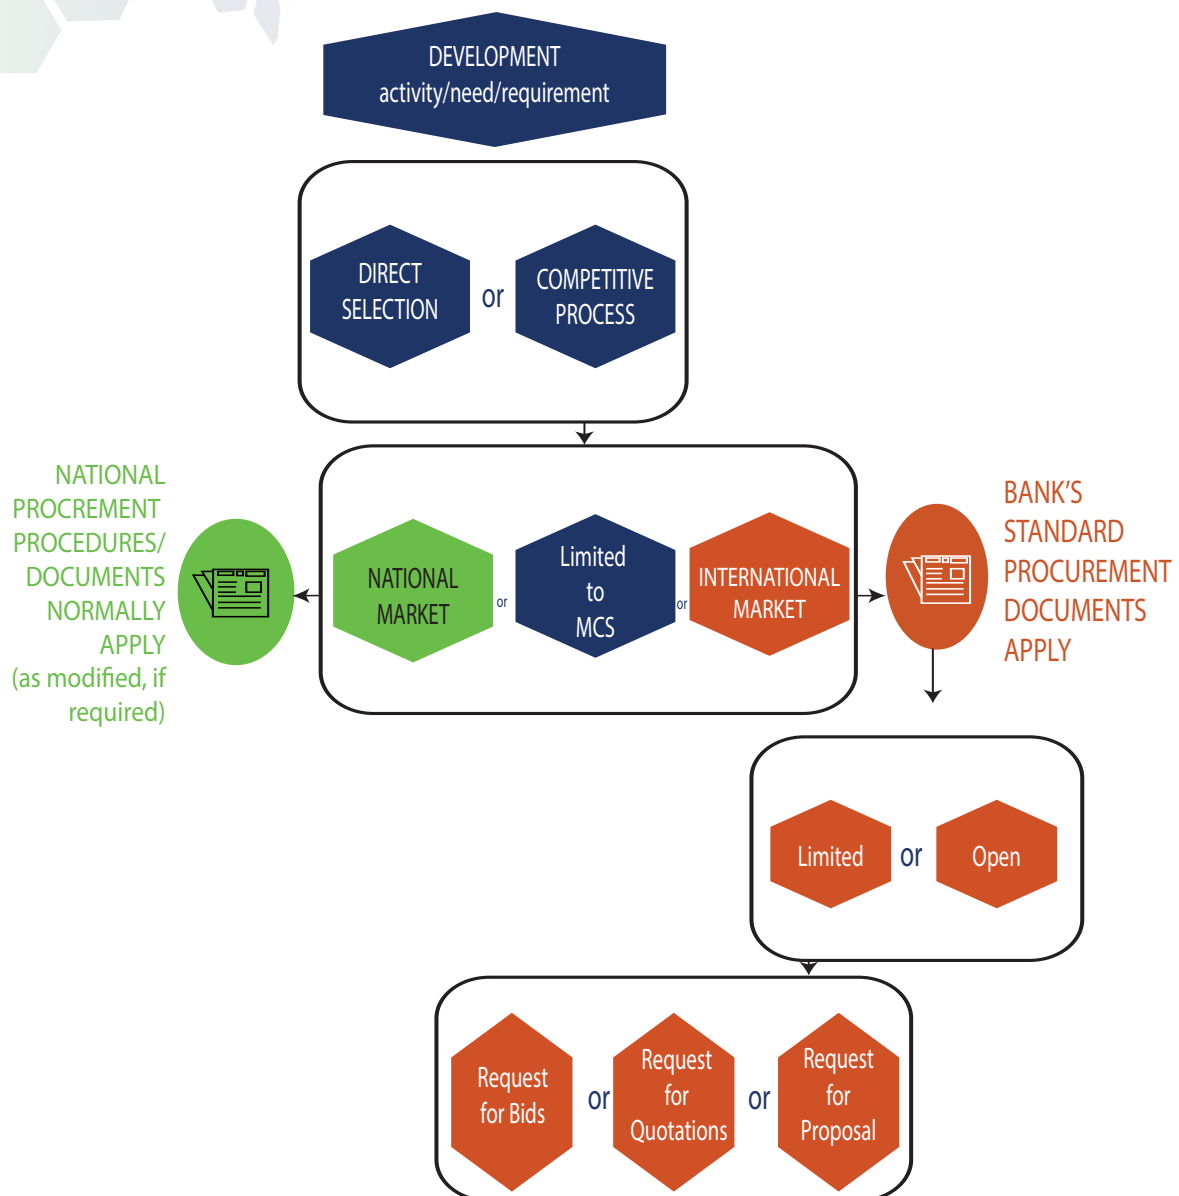 DEVELOPMENT
activity/need/requirement
DIRECT
SELECTION
or
COMPETITIVE
PROCESS
NATIONAL
PROCREMENT
PROCEDURES/
DOCUMENTS
NORMALLY
APPLY
(as modified, if
required)
NATIONAL
MARKET
or
Limited
to
MCS
or
INTERNATIONAL
MARKET
BANK'S
STANDARD
PROCUREMENT
DOCUMENTS
APPLY
Limited
or
Open
Request
for Bids
or
Request
for
Quotations
or
Request
for
Proposal